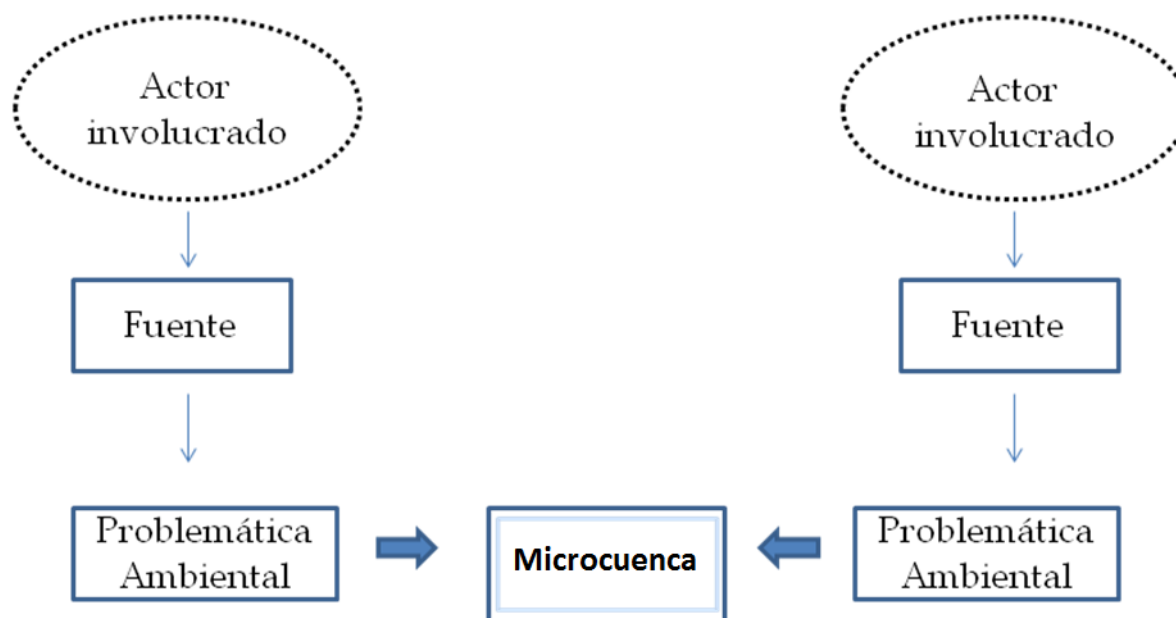 Actor
involucrado
Actor
involucrado
Fuente
Fuente
Problemática
Ambiental
Microcuenca
Problemática
Ambiental